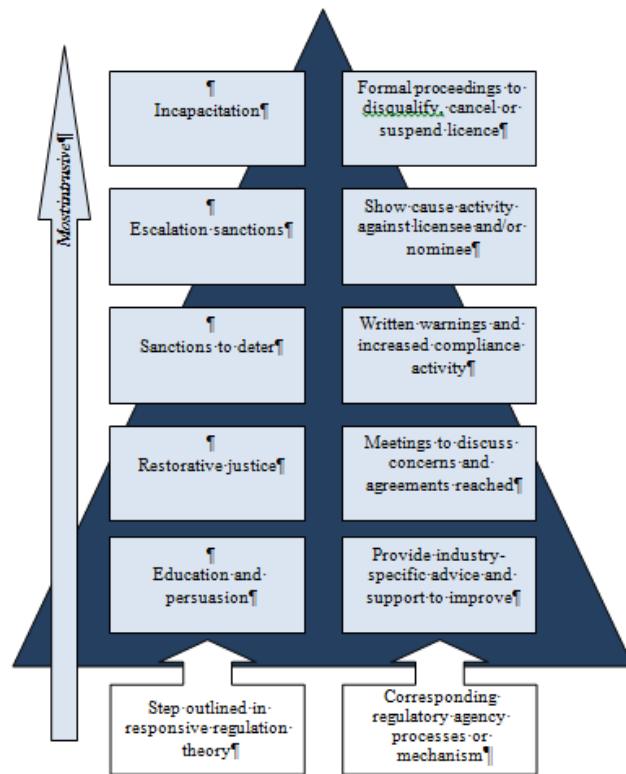 Most intrusive¶
¶
Incapacitation¶
Formal proceedings to
disqualify, cancel or
suspend licence¶
¶
Escalation sanctions¶
Show cause activity
against licensee and/or
nominee¶
¶
Sanctions to deter¶
Written warnings and
increased compliance
activity¶
¶
Restorative justice¶
Meetings to discuss
concerns and
agreements reached¶
¶
Education and
persuasion¶
Provide industry-
specific advice and
support to improve¶
Step outlined in
responsive regulation
theory¶
Corresponding
regulatory agency
processes or
mechanism¶